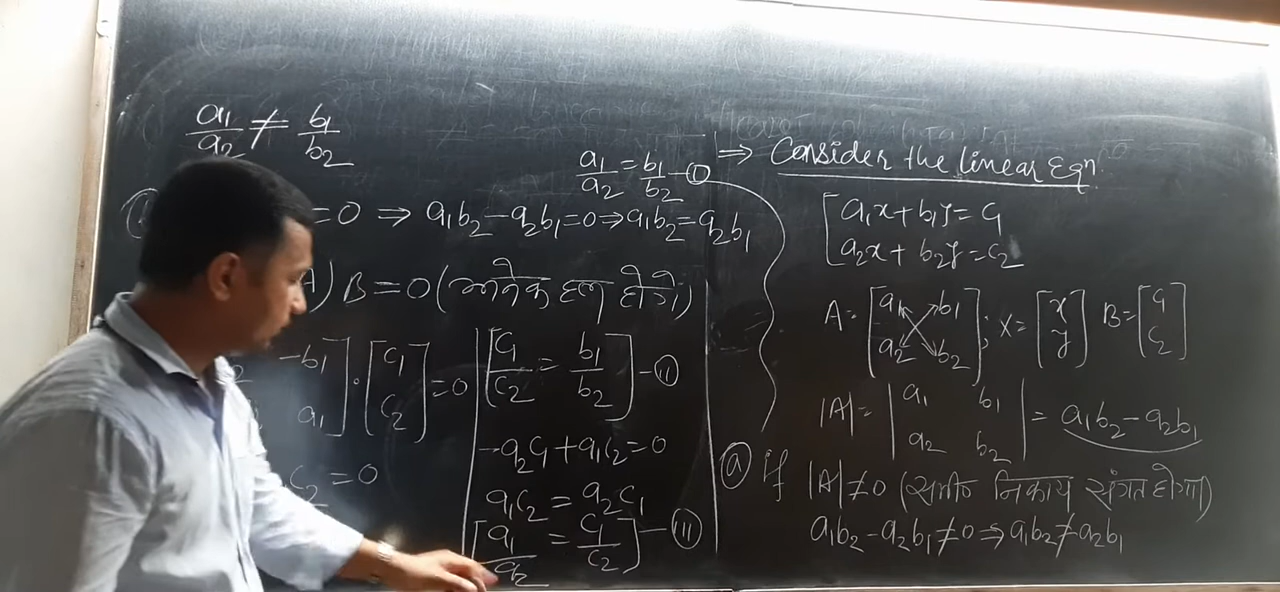 ⇒ Consider the linear Eqn.
a₁x + b₁y = c₁
a₂x + b₂y = c₂
A = [a₁ b₁; a₂ b₂]; X = [x; y] B = [c₁; c₂]
|A| = |a₁ b₁; a₂ b₂| = a₁b₂ - a₂b₁
ⓐ If |A| ≠ 0 (समी० निकाय संगत होगा)
a₁b₂ - a₂b₁ ≠ 0 ⇒ a₁b₂ ≠ a₂b₁
a₁/a₂ ≠ b₁/b₂
a₁/a₂ = b₁/b₂ — Ⓘ
= 0 ⇒ a₁b₂ - a₂b₁ = 0 ⇒ a₁b₂ = a₂b₁
A) B = 0 (अनेक हल होंगे)
-b₁
a₁ ] · [c₁; c₂] = 0
c₂ = 0
[c₁/c₂ = b₁/b₂] — ⓘⓘ
-a₂c₁ + a₁c₂ = 0
a₁c₂ = a₂c₁
[a₁/a₂ = c₁/c₂] — ⓘⓘⓘ